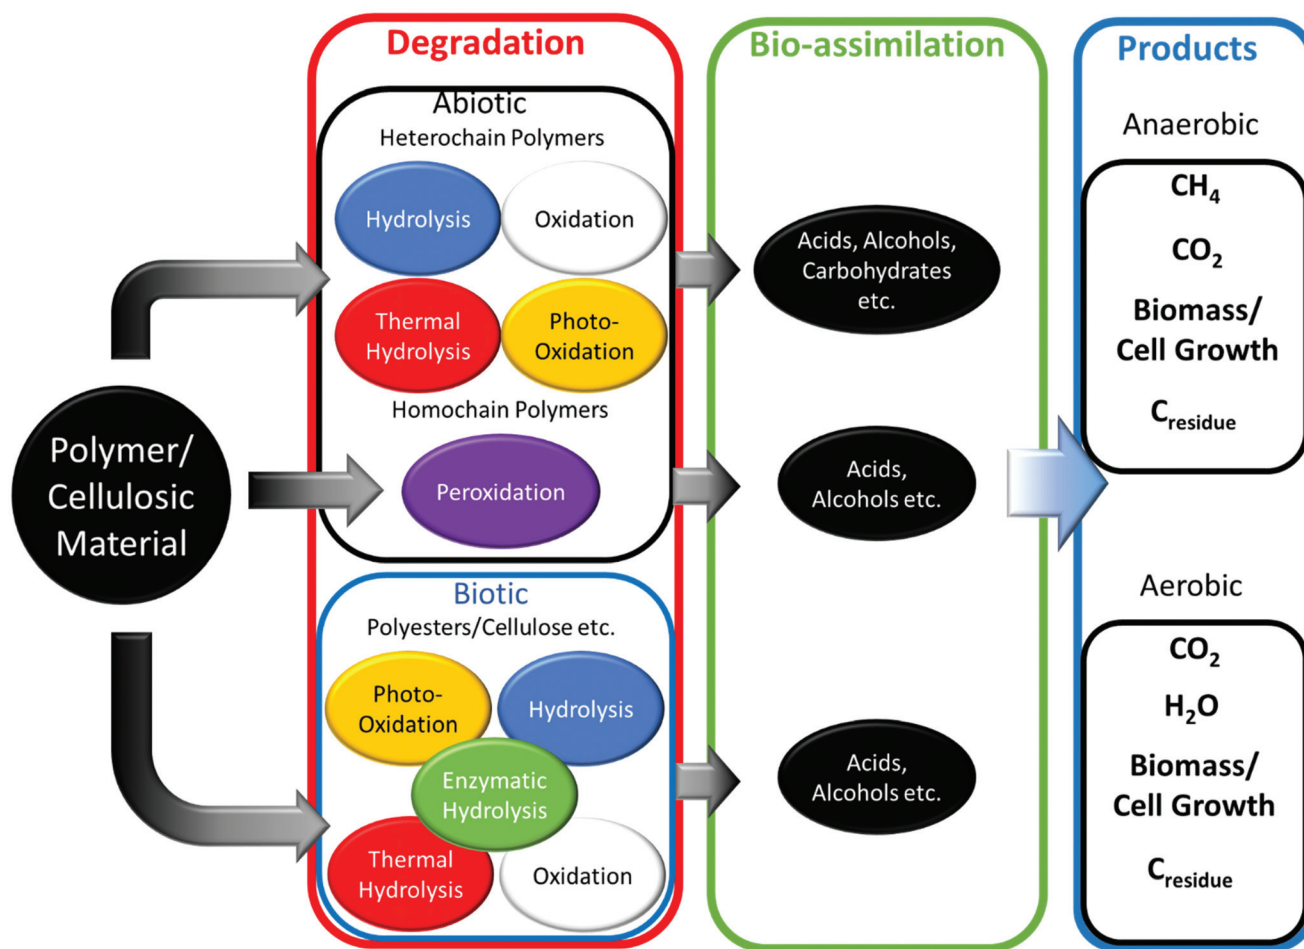 Degradation
Bio-assimilation
Products
Polymer/
Cellulosic
Material
Abiotic
Heterochain Polymers
Hydrolysis
Oxidation
Thermal
Hydrolysis
Photo-
Oxidation
Homochain Polymers
Peroxidation
Biotic
Polyesters/Cellulose etc.
Photo-
Oxidation
Hydrolysis
Enzymatic
Hydrolysis
Thermal
Hydrolysis
Oxidation
Acids, Alcohols,
Carbohydrates
etc.
Acids,
Alcohols etc.
Acids,
Alcohols etc.
Anaerobic
CH₄
CO₂
Biomass/
Cell Growth
C_residue
Aerobic
CO₂
H₂O
Biomass/
Cell Growth
C_residue